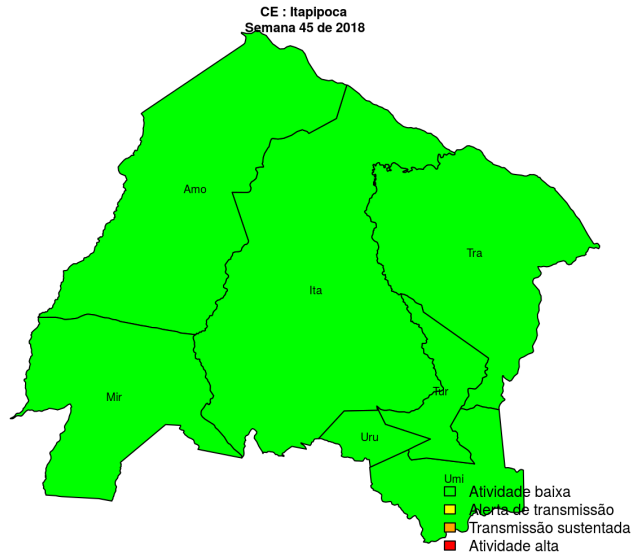 CE : Itapipoca
Semana 45 de 2018
Amo
Tra
Ita
Tur
Mir
Uru
Umi
Atividade baixa
Alerta de transmissão
Transmissão sustentada
Atividade alta